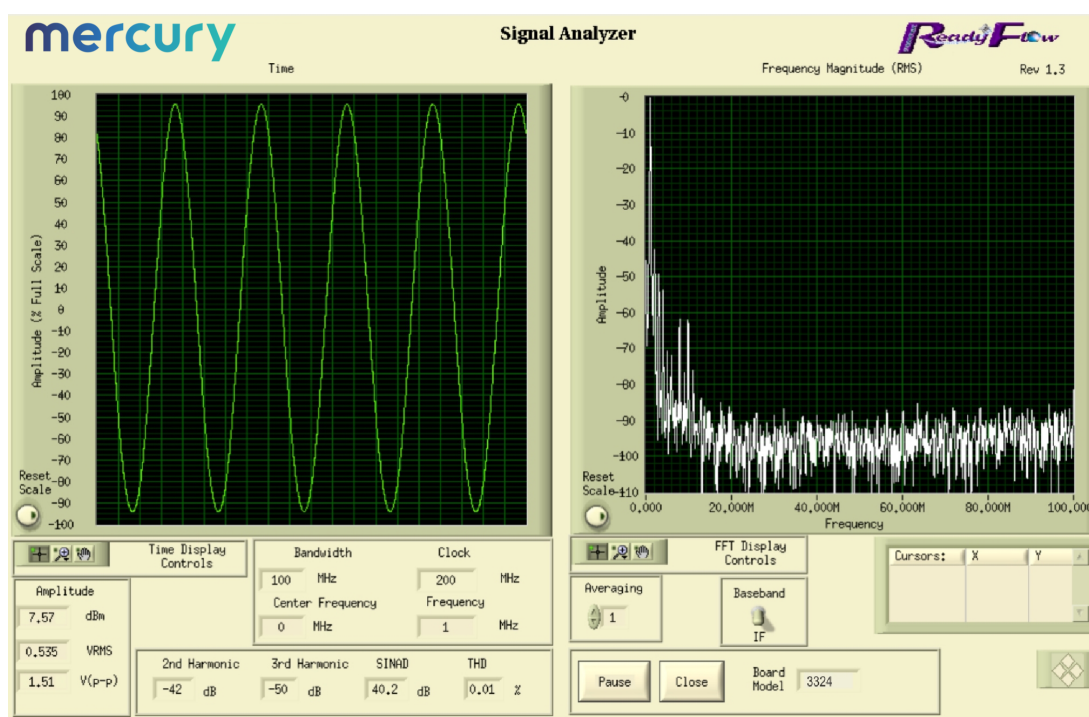 mercury
Signal Analyzer
ReadyFlow
Time
Frequency Magnitude (RMS)
Rev 1.3
100
90
80
70
60
50
40
30
20
10
0
-10
-20
-30
-40
-50
-60
-70
-80
-90
-100
Amplitude (% Full Scale)
Reset
Scale
-0
-10
-20
-30
-40
-50
-60
-70
-80
-90
-100
-110
Amplitude
Reset
Scale
0,000 20,000M 40,000M 60,000M 80,000M 100,000
Frequency
Time Display
Controls
Amplitude
7.57 dBm
0.535 VRMS
1.51 V(p-p)
Bandwidth Clock
100 MHz 200 MHz
Center Frequency Frequency
0 MHz 1 MHz
2nd Harmonic 3rd Harmonic SINAD THD
-42 dB -50 dB 40.2 dB 0.01 %
FFT Display
Controls
Averaging
1
Baseband
IF
Cursors: X Y
Pause
Close
Board
Model
3324